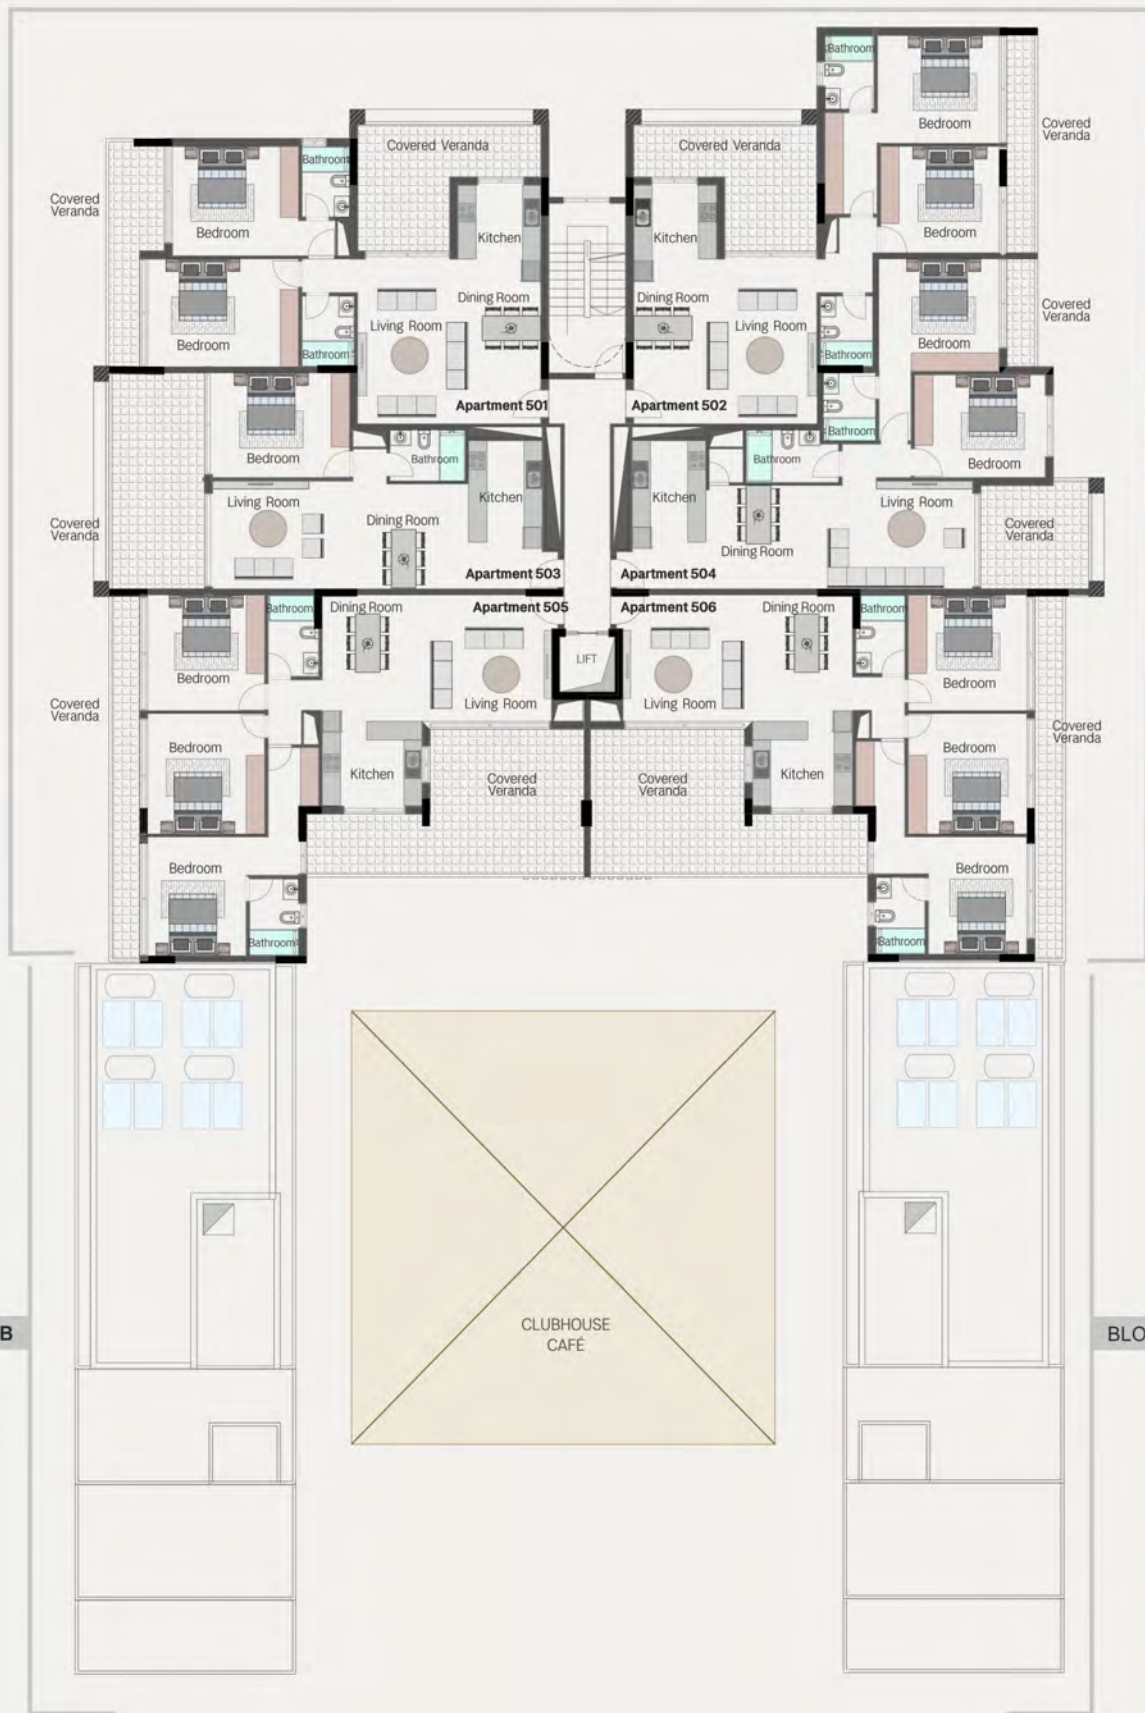 Bathroom
Bedroom
Covered
Veranda
Covered Veranda
Covered Veranda
Bathroom
Bedroom
Covered
Veranda
Bedroom
Kitchen
Kitchen
Bedroom
Dining Room
Dining Room
Covered
Veranda
Living Room
Living Room
Bedroom
Bathroom
Bathroom
Bedroom
Apartment 501
Apartment 502
Bathroom
Bedroom
Bathroom
Bathroom
Bedroom
Living Room
Kitchen
Kitchen
Living Room
Covered
Veranda
Dining Room
Dining Room
Covered
Veranda
Apartment 503
Apartment 504
Bathroom
Dining Room
Apartment 505
Apartment 506
Dining Room
Bathroom
LIFT
Bedroom
Bedroom
Covered
Veranda
Living Room
Living Room
Covered
Veranda
Bedroom
Kitchen
Covered
Veranda
Covered
Veranda
Kitchen
Bedroom
Bedroom
Bedroom
Bathroom
Bathroom
CLUBHOUSE
CAFÉ
B
BLO